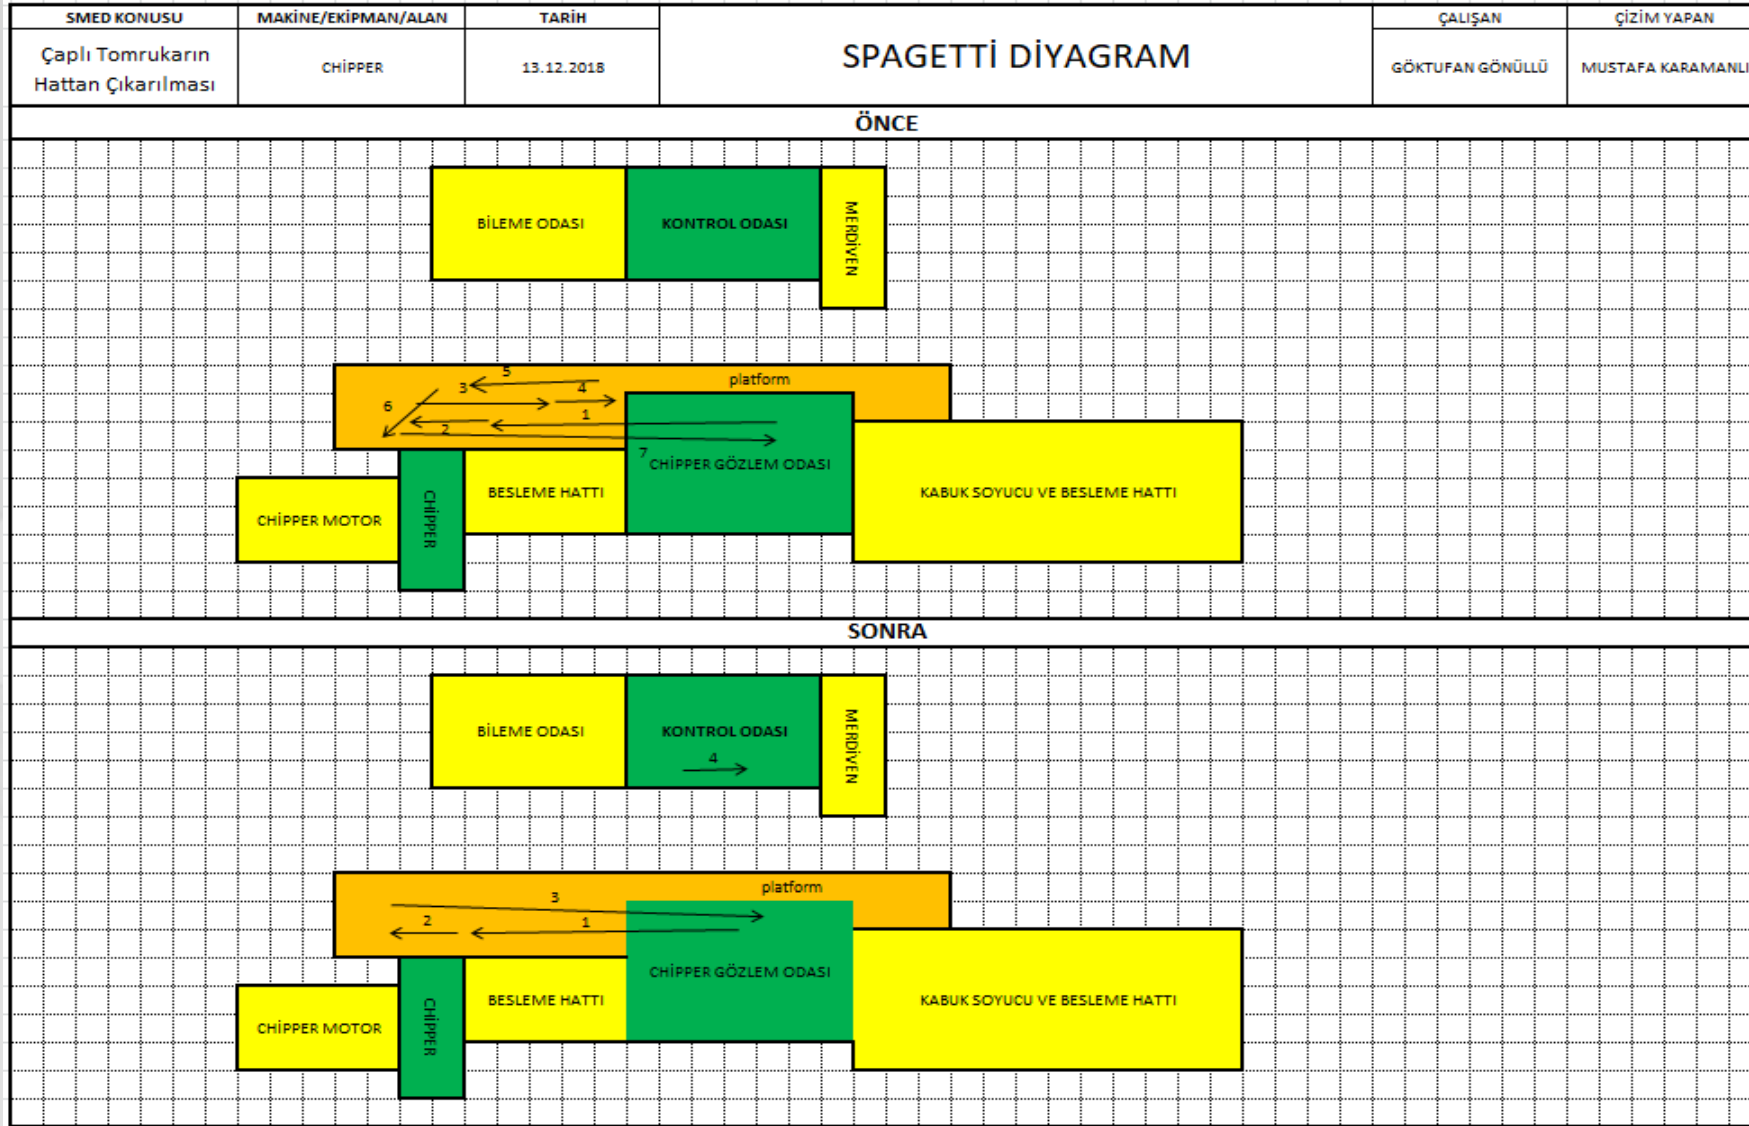 SMED KONUSU
MAKİNE/EKİPMAN/ALAN
TARİH
SPAGETTİ DİYAGRAM
ÇALIŞAN
ÇİZİM YAPAN
Çaplı Tomrukarın
Hattan Çıkarılması
CHİPPER
13.12.2018
GÖKTUFAN GÖNÜLLÜ
MUSTAFA KARAMANLI
ÖNCE
BİLEME ODASI
KONTROL ODASI
MERDİVEN
platform
5
3
4
6
1
2
7
CHİPPER GÖZLEM ODASI
BESLEME HATTI
KABUK SOYUCU VE BESLEME HATTI
CHİPPER MOTOR
CHİPPER
SONRA
BİLEME ODASI
KONTROL ODASI
4
MERDİVEN
platform
3
2
1
CHİPPER GÖZLEM ODASI
BESLEME HATTI
KABUK SOYUCU VE BESLEME HATTI
CHİPPER MOTOR
CHİPPER